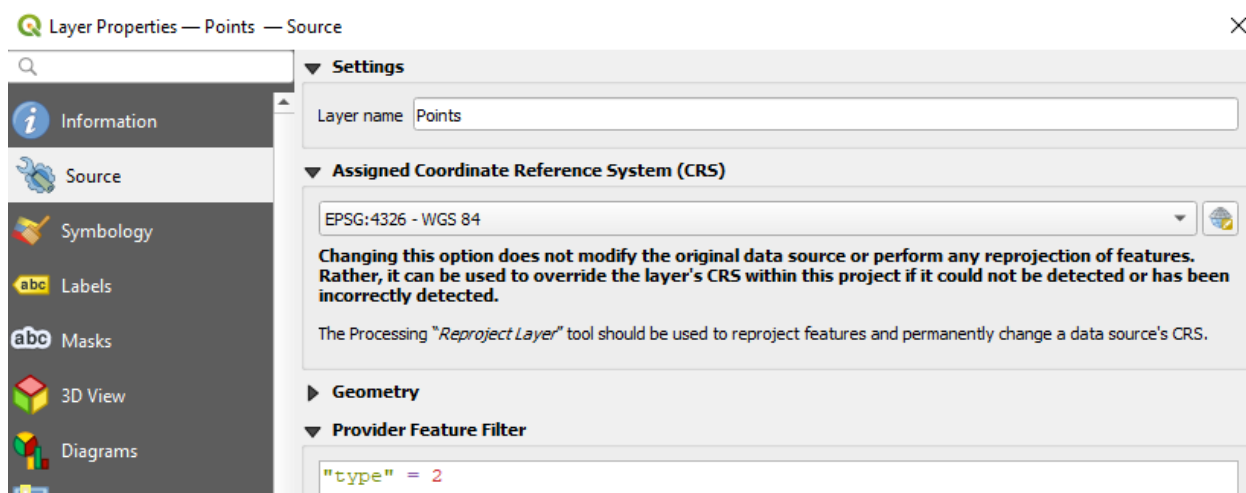 Layer Properties — Points — Source
Information
Source
Symbology
abc Labels
abc Masks
3D View
Diagrams
Settings
Layer name Points
Assigned Coordinate Reference System (CRS)
EPSG:4326 - WGS 84
Changing this option does not modify the original data source or perform any reprojection of features.
Rather, it can be used to override the layer's CRS within this project if it could not be detected or has been
incorrectly detected.
The Processing “Reproject Layer” tool should be used to reproject features and permanently change a data source's CRS.
Geometry
Provider Feature Filter
"type" = 2